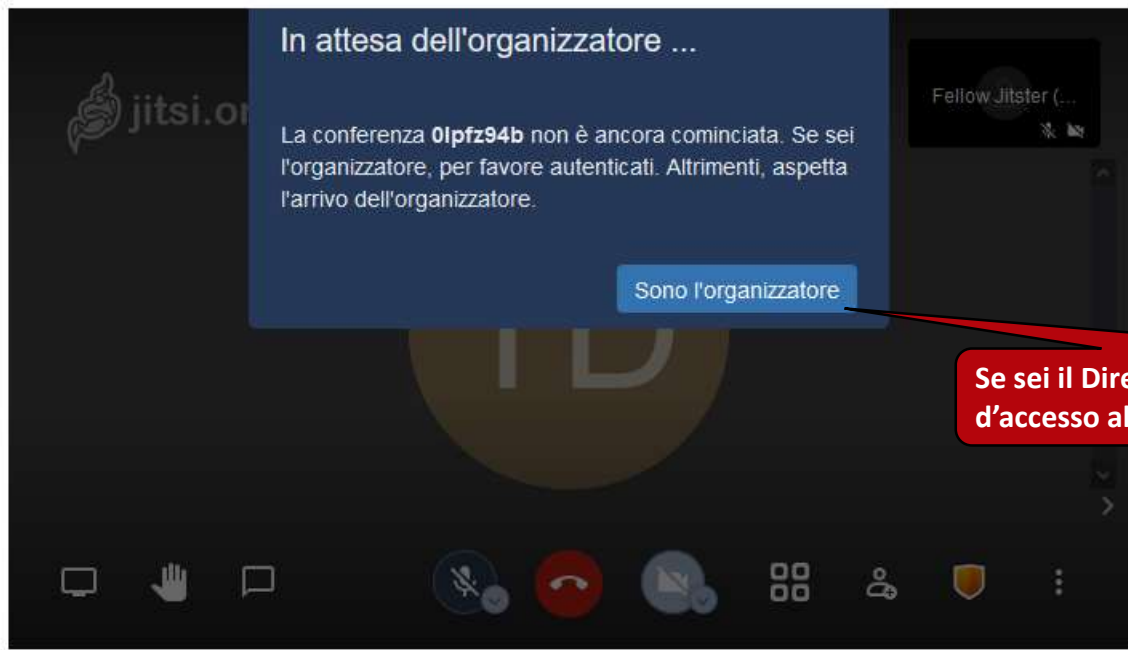 In attesa dell'organizzatore ...
jitsi.or
Fellow Jitster (...
La conferenza 0lpfz94b non è ancora cominciata. Se sei
l'organizzatore, per favore autenticati. Altrimenti, aspetta
l'arrivo dell'organizzatore.
Sono l'organizzatore
TD
Se sei il Dire
d’accesso al